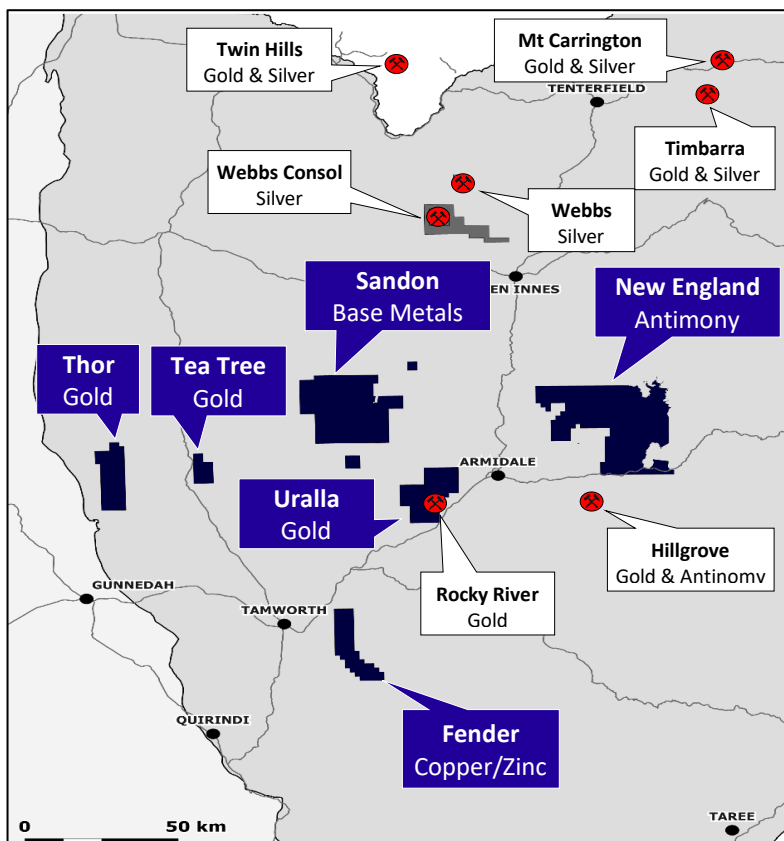 Twin Hills
Gold & Silver
Mt Carrington
Gold & Silver
TENTERFIELD
Timbarra
Gold & Silver
Webbs Consol
Silver
Webbs
Silver
EN INNES
Sandon
Base Metals
New England
Antimony
Thor
Gold
Tea Tree
Gold
ARMIDALE
Uralla
Gold
Hillgrove
Gold & Antinomv
GUNNEDAH
Rocky River
Gold
TAMWORTH
QUIRINDI
Fender
Copper/Zinc
TAREE
0 50 km